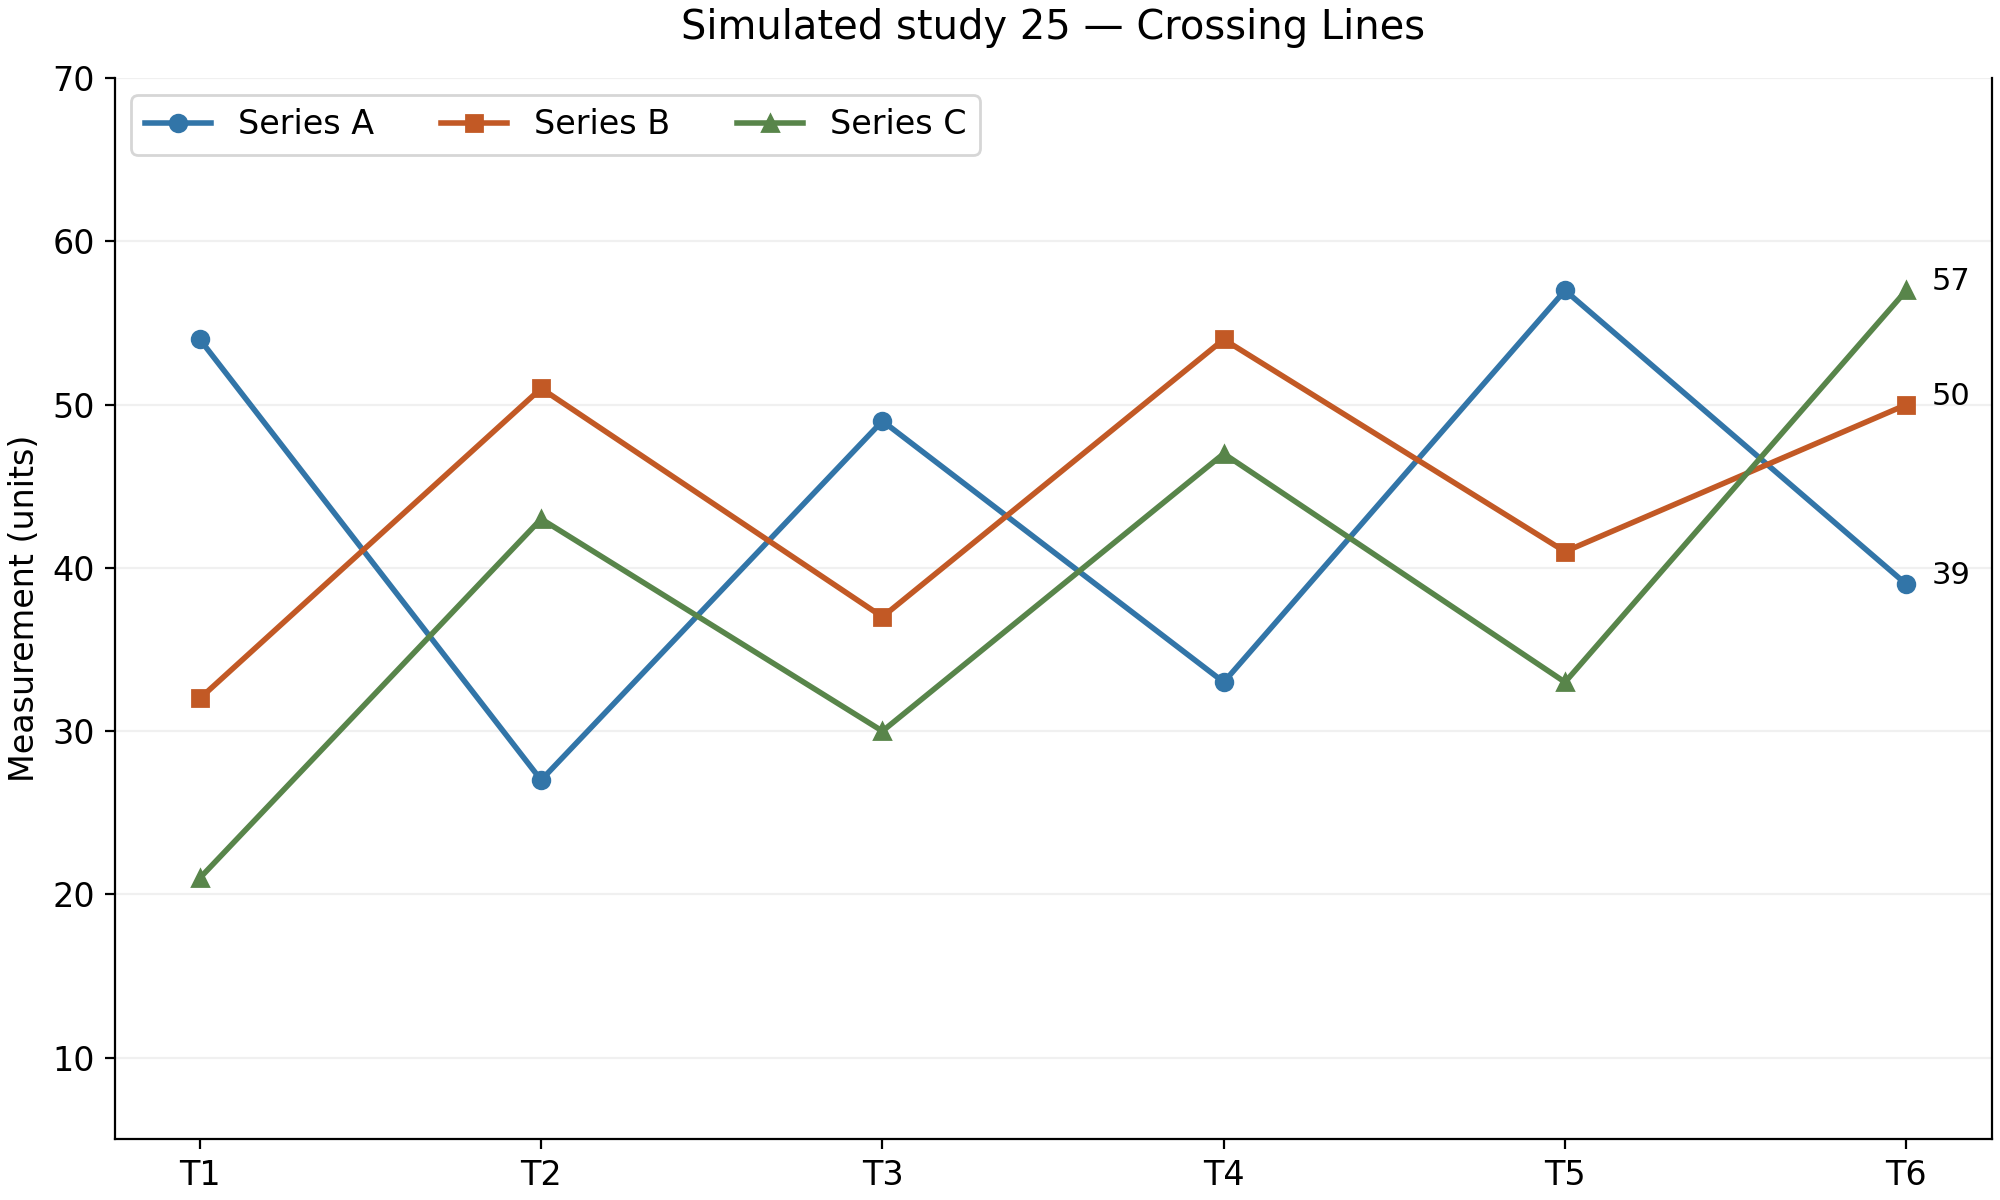 Simulated study 25 — Crossing Lines
Series A Series B Series C
Measurement (units)
70
60
50
40
30
20
10
57
50
39
T1 T2 T3 T4 T5 T6